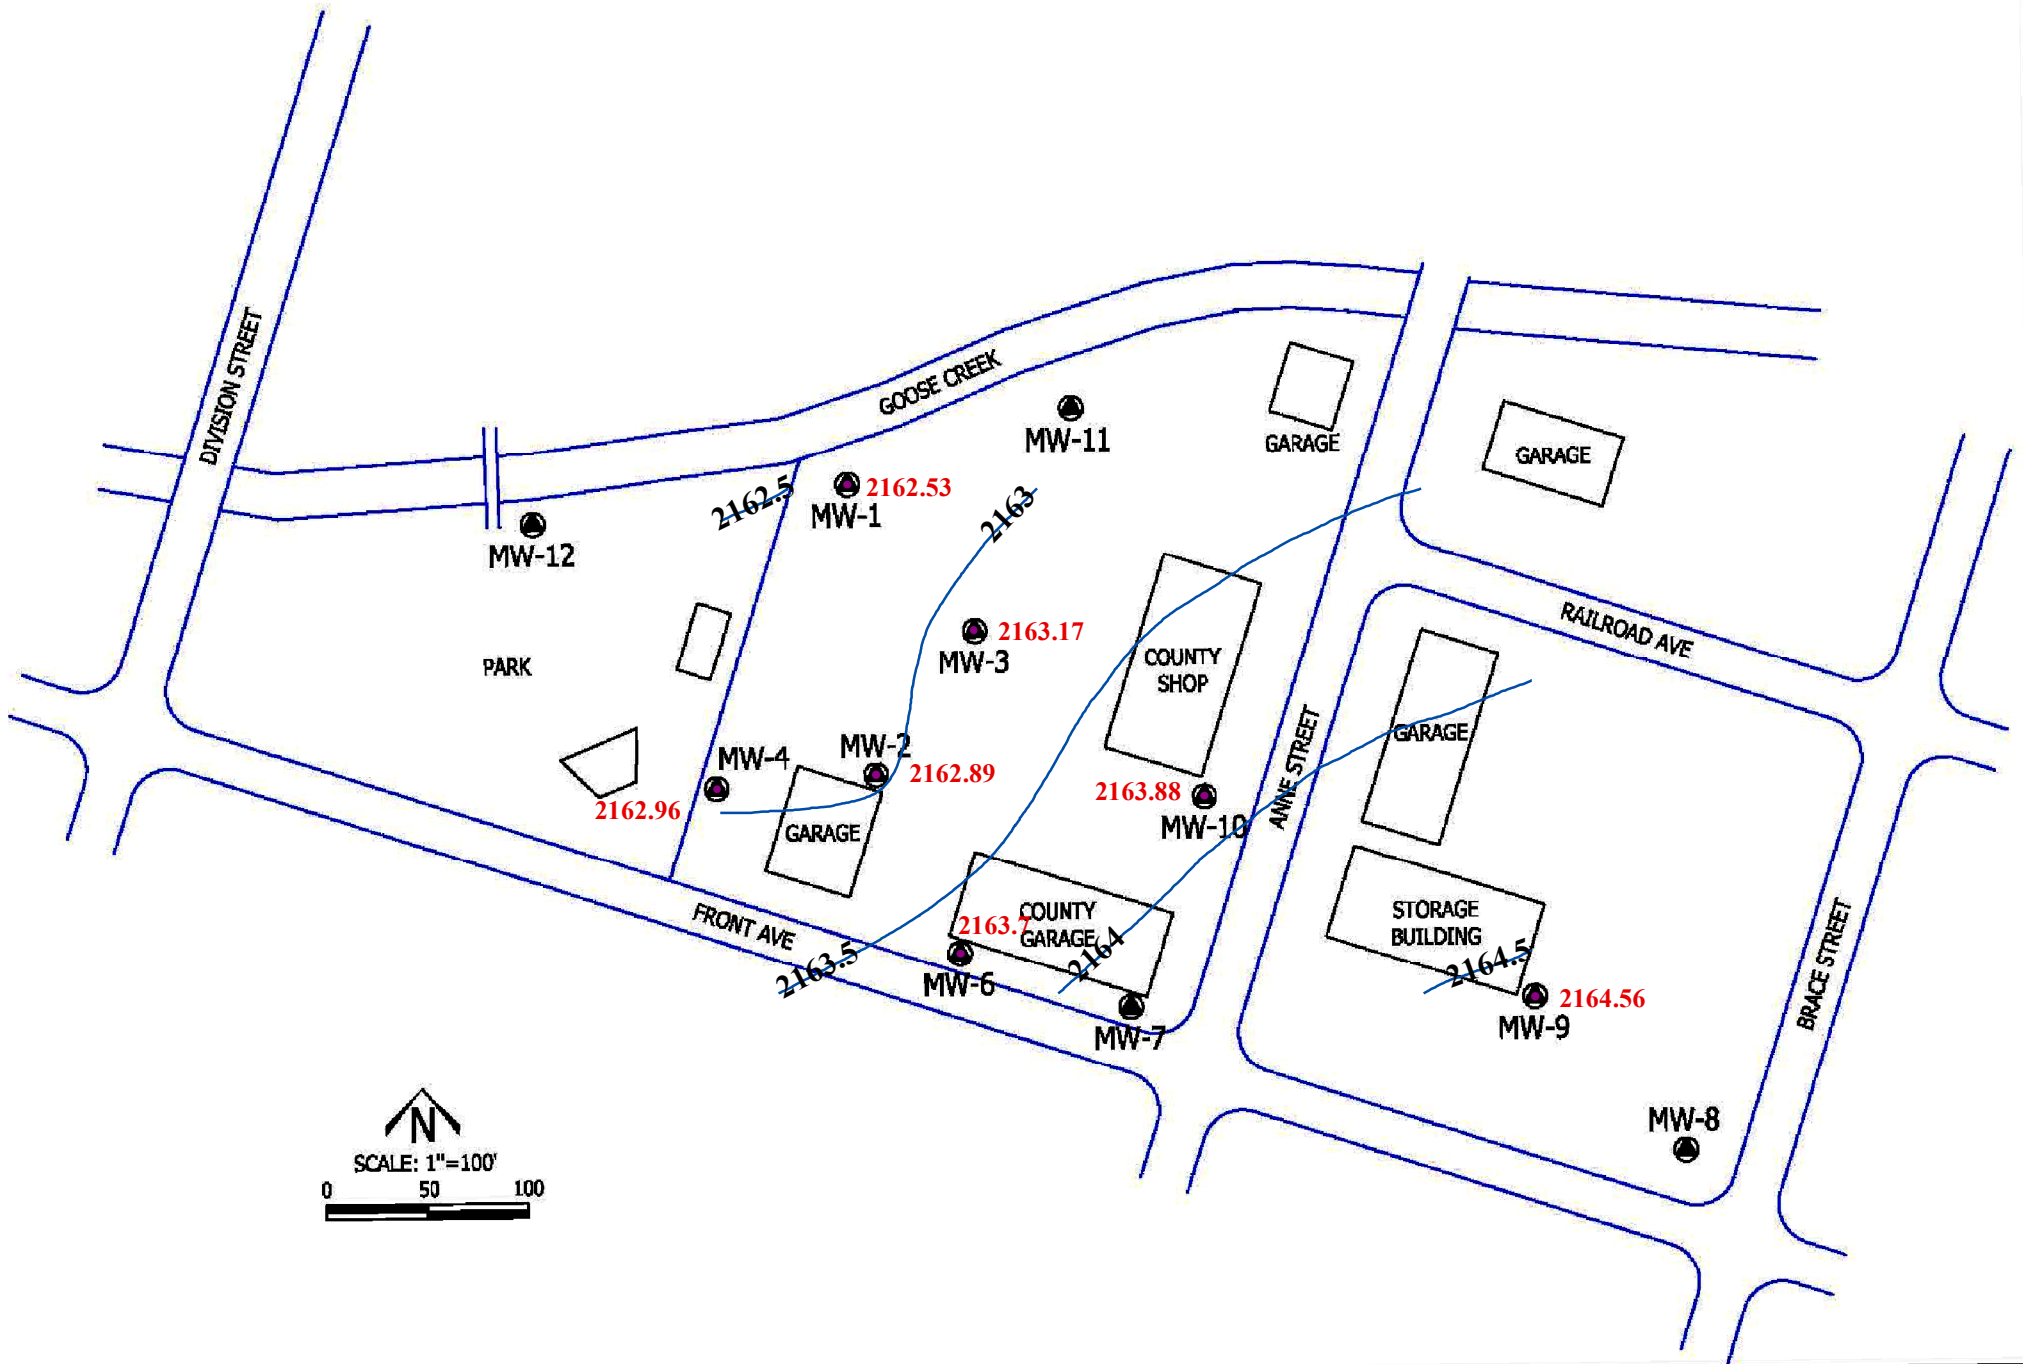 DIVISION STREET
GOOSE CREEK
MW-11
GARAGE
GARAGE
2162.5
MW-1
2162.53
2163
MW-12
PARK
MW-3
2163.17
COUNTY
SHOP
RAILROAD AVE
MW-4
MW-2
2162.89
2162.96
GARAGE
2163.88
MW-10
ANNE STREET
GARAGE
FRONT AVE
2163.5
2163.7
COUNTY
GARAGE
2164
MW-6
MW-7
STORAGE
BUILDING
2164.5
2164.56
MW-9
BRACE STREET
MW-8
N
SCALE: 1"=100'
0 50 100